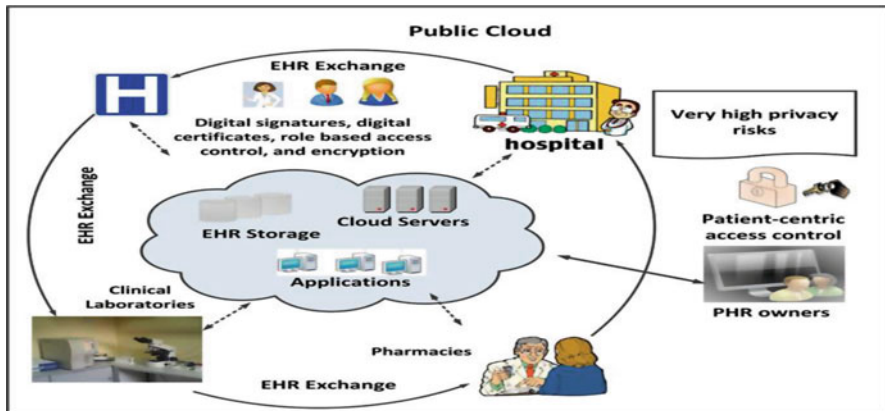 Public Cloud
EHR Exchange
H
Digital signatures, digital
certificates, role based access
control, and encryption
hospital
Very high privacy
risks
EHR Exchange
EHR Storage
Cloud Servers
Patient-centric
access control
Applications
Clinical
Laboratories
PHR owners
Pharmacies
EHR Exchange